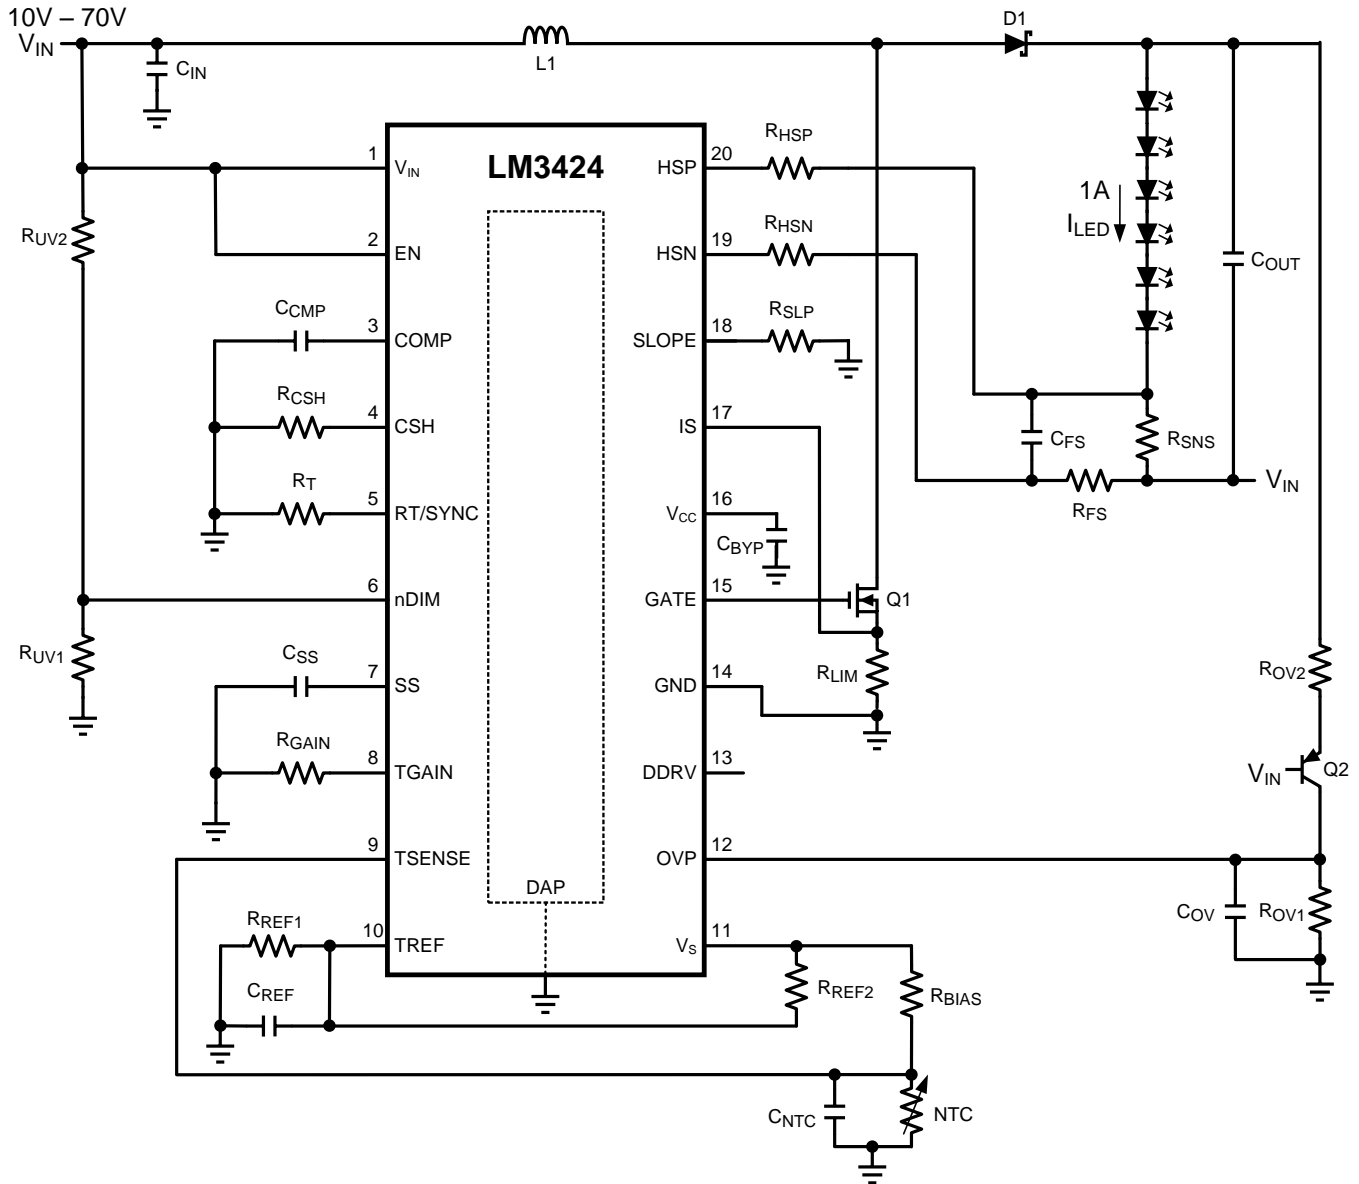 10V – 70V
VIN
CIN
L1
D1
LM3424
1
VIN
2
EN
3
COMP
4
CSH
5
RT/SYNC
6
nDIM
7
SS
8
TGAIN
9
TSENSE
10
TREF
DAP
20
HSP
19
HSN
18
SLOPE
17
IS
16
VCC
15
GATE
14
GND
13
DDRV
12
OVP
11
VS
RUV2
RUV1
CCMP
RCSH
RT
CSS
RGAIN
RREF1
CREF
RHSP
RHSN
RSLP
CBYP
Q1
RLIM
1A
ILED
COUT
CFS
RSNS
RFS
VIN
ROV2
VIN
Q2
COV
ROV1
RREF2
RBIAS
CNTC
NTC